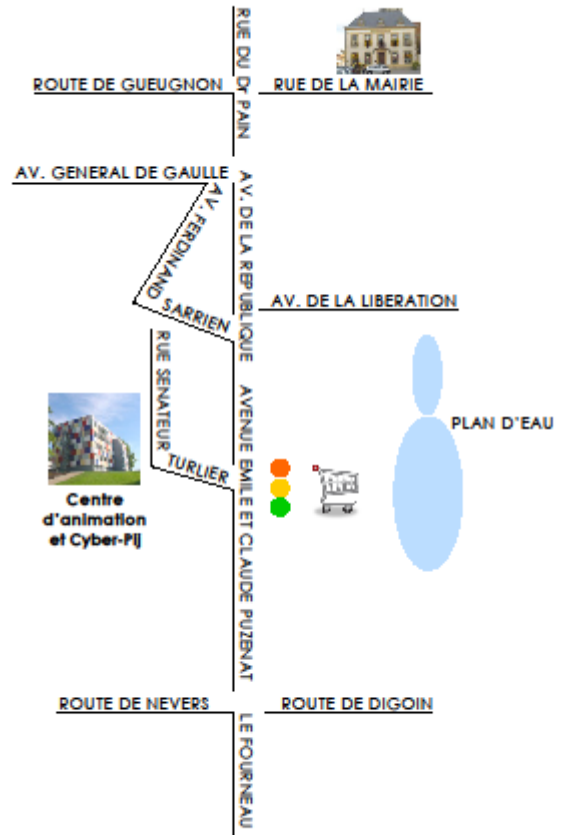 RUE DU Dr PAIN
ROUTE DE GUEUGNON
RUE DE LA MAIRIE
AV. GENERAL DE GAULLE
AV. DE LA REPUBLIQUE
AV. FERDINAND
SARRIEN
AV. DE LA LIBERATION
RUE SENATEUR
TURLIER
AVENUE EMILE ET CLAUDE PUZENAT
PLAN D'EAU
Centre
d'animation
et Cyber-Pij
ROUTE DE NEVERS
ROUTE DE DIGOIN
LE FOURNEAU